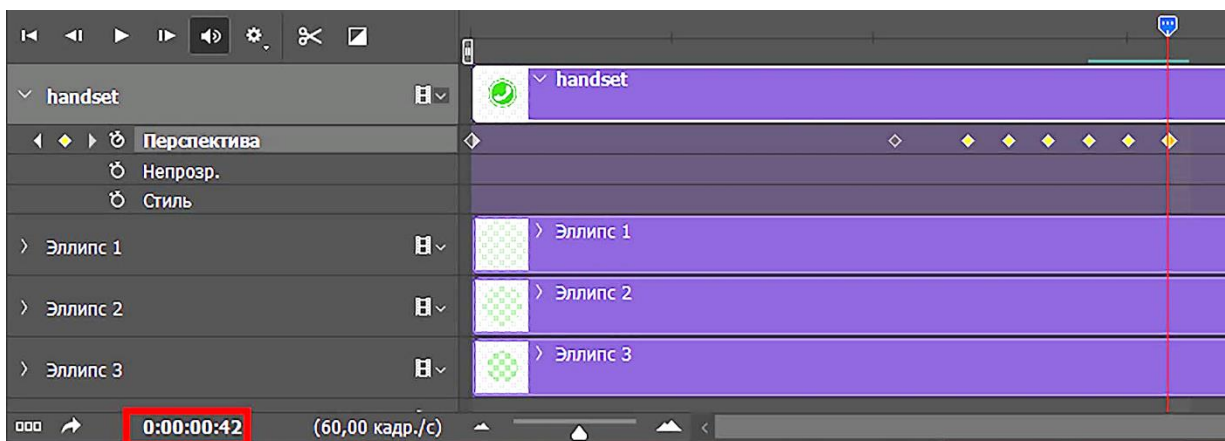 handset
handset
Перспектива
Непрозр.
Стиль
Эллипс 1
Эллипс 1
Эллипс 2
Эллипс 2
Эллипс 3
Эллипс 3
0:00:00:42 (60,00 кадр./с)